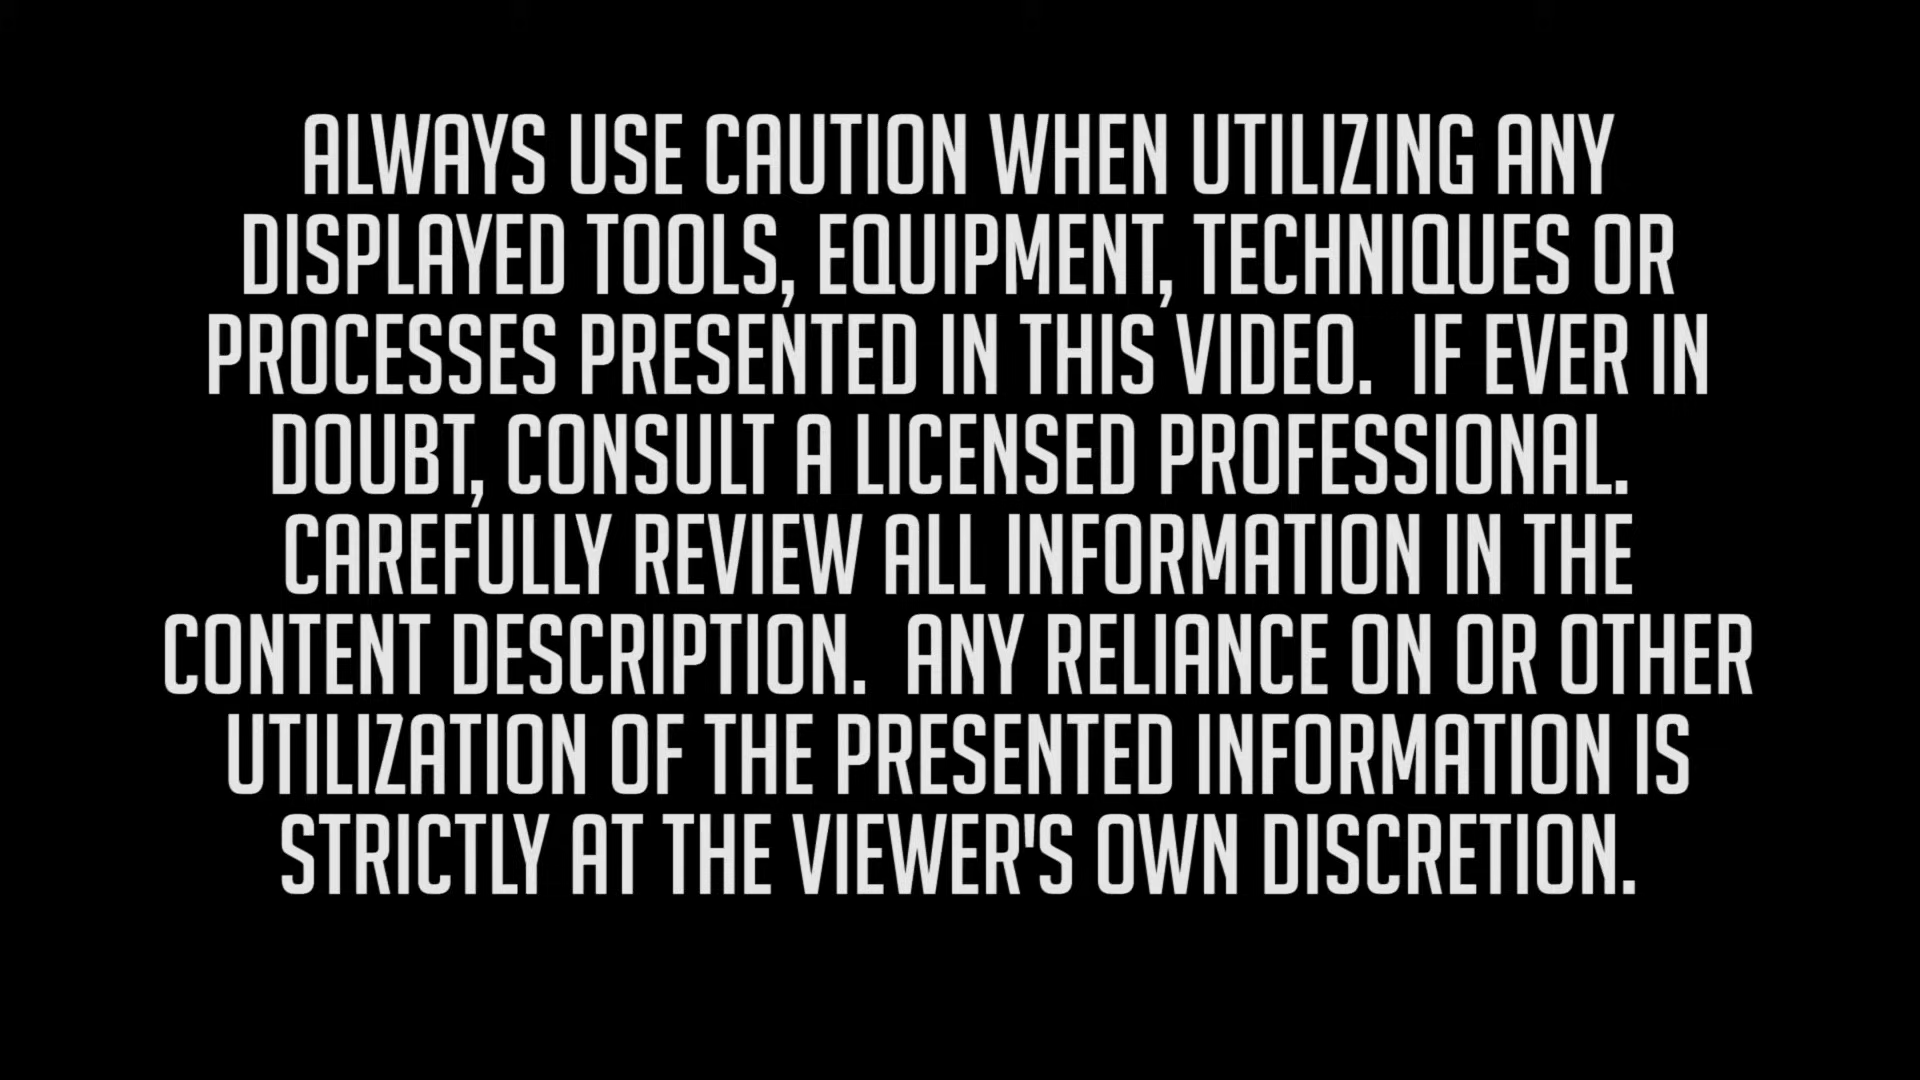 ALWAYS USE CAUTION WHEN UTILIZING ANY
DISPLAYED TOOLS, EQUIPMENT, TECHNIQUES OR
PROCESSES PRESENTED IN THIS VIDEO.  IF EVER IN
DOUBT, CONSULT A LICENSED PROFESSIONAL.
CAREFULLY REVIEW ALL INFORMATION IN THE
CONTENT DESCRIPTION.  ANY RELIANCE ON OR OTHER
UTILIZATION OF THE PRESENTED INFORMATION IS
STRICTLY AT THE VIEWER'S OWN DISCRETION.